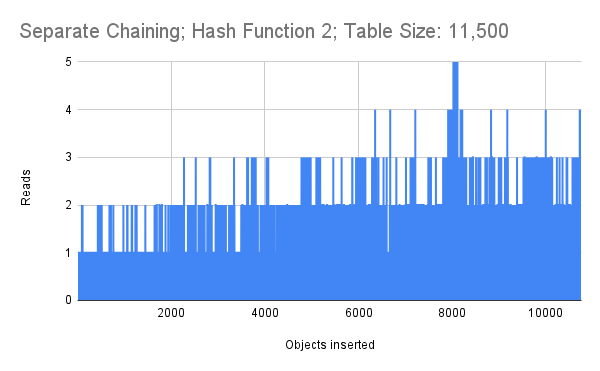 Separate Chaining; Hash Function 2; Table Size: 11,500
5
4
3
2
1
0
Reads
2000 4000 6000 8000 10000
Objects inserted